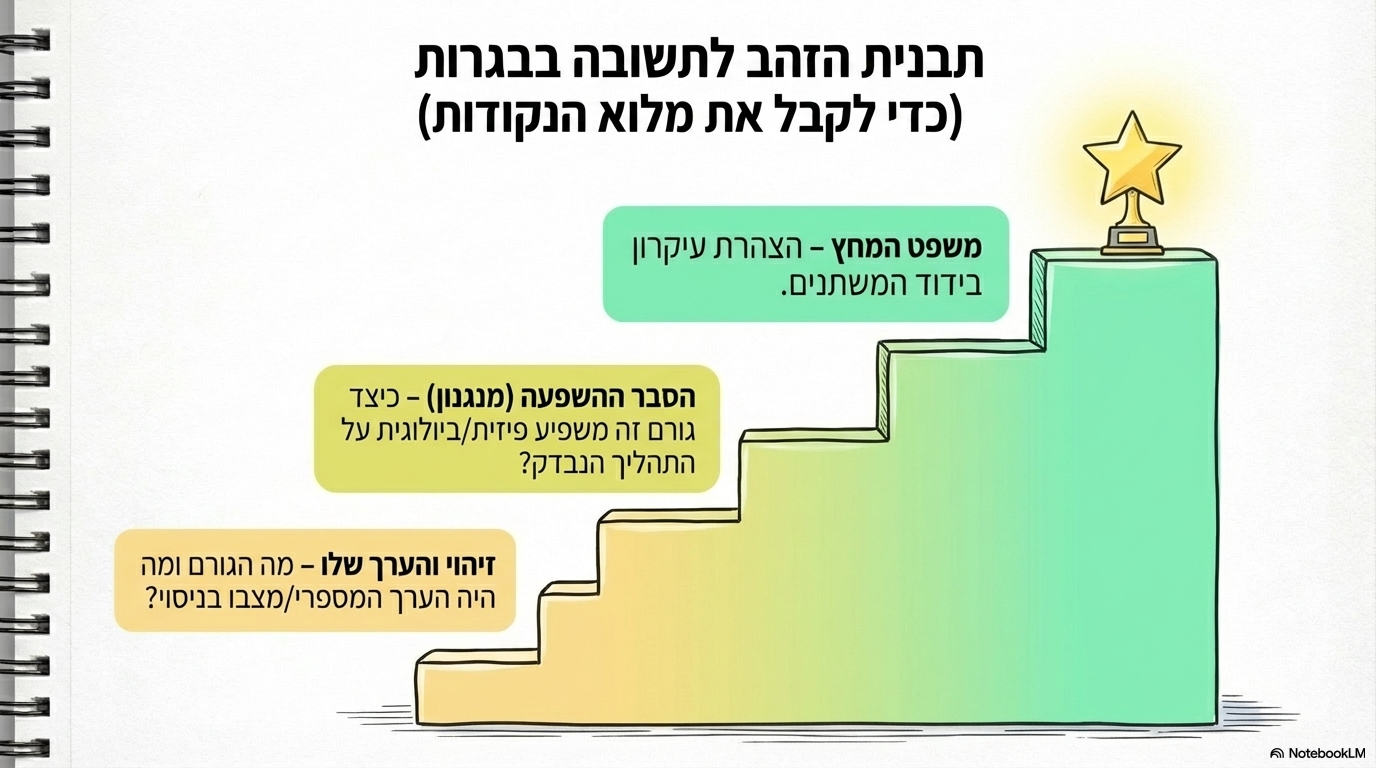 תבנית הזהב לתשובה בבגרות
(כדי לקבל את מלוא הנקודות)
משפט המחץ – הצהרת עיקרון
בידוד המשתנים.
הסבר ההשפעה (מנגנון) – כיצד
גורם זה משפיע פיזית/ביולוגית על
התהליך הנבדק?
זיהוי והערך שלו – מה הגורם ומה
היה הערך המספרי/מצבו בניסוי?
NotebookLM